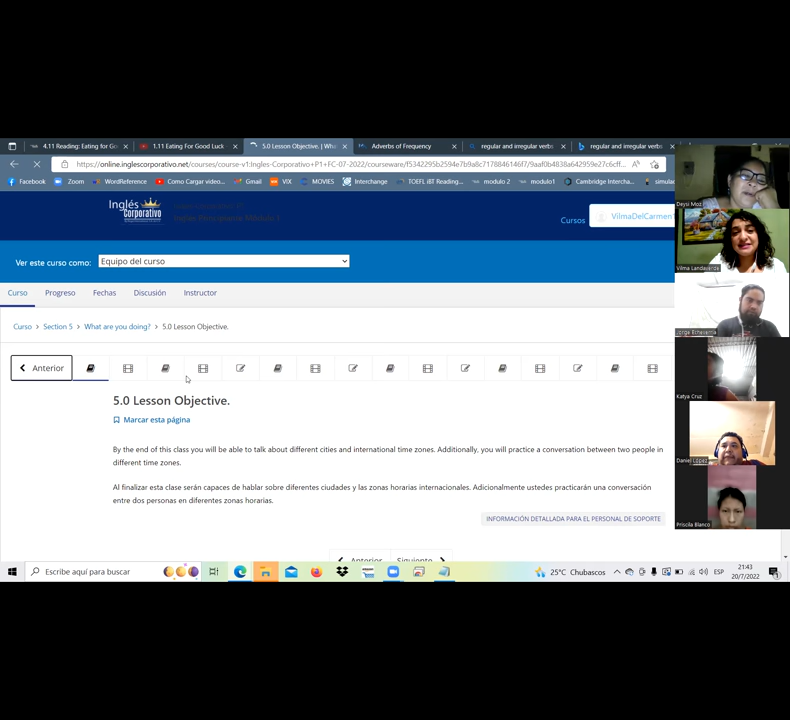 4.11 Reading: Eating for Go
1.11 Eating For Good Luck
5.0 Lesson Objective. | Wha
Adverbs of Frequency
regular and irregular verbs
regular and irregular verbs
https://online.inglescorporativo.net/courses/course-v1:Ingles-Corporativo+P1+FC-07-2022/courseware/f5342295b2594e7b9a8c7178846146f7/9aaf0b4838a642959e27c6cff...
Facebook
Zoom
WordReference
Como Cargar video...
Gmail
VIX
MOVIES
Interchange
TOEFL iBT Reading...
modulo 2
modulo1
Cambridge Intercha...
simulac
Inglés
Corporativo
Cursos
VilmaDelCarmen
Ver este curso como:
Equipo del curso
Curso
Progreso
Fechas
Discusión
Instructor
Curso > Section 5 > What are you doing? > 5.0 Lesson Objective.
Anterior
5.0 Lesson Objective.
Marcar esta página
By the end of this class you will be able to talk about different cities and international time zones. Additionally, you will practice a conversation between two people in
different time zones.
Al finalizar esta clase serán capaces de hablar sobre diferentes ciudades y las zonas horarias internacionales. Adicionalmente ustedes practicarán una conversación
entre dos personas en diferentes zonas horarias.
INFORMACIÓN DETALLADA PARA EL PERSONAL DE SOPORTE
Anterior
Siguiente
Deysi Moz
Vilma Landaverde
Jorge Echeverria
Katya Cruz
Daniel Lopez
Priscila Blanco
Escribe aquí para buscar
25°C Chubascos
ESP
21:43
20/7/2022